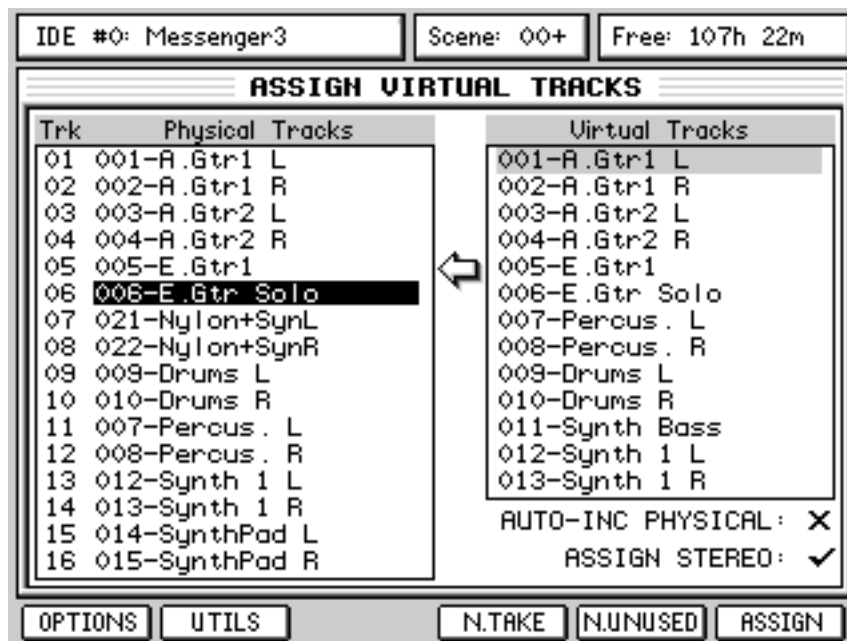 IDE #0: Messenger3
Scene: 00+
Free: 107h 22m
ASSIGN VIRTUAL TRACKS
Trk Physical Tracks
01 001-A.Gtr1 L
02 002-A.Gtr1 R
03 003-A.Gtr2 L
04 004-A.Gtr2 R
05 005-E.Gtr1
06 006-E.Gtr Solo
07 021-Nylon+SynL
08 022-Nylon+SynR
09 009-Drums L
10 010-Drums R
11 007-Percus. L
12 008-Percus. R
13 012-Synth 1 L
14 013-Synth 1 R
15 014-SynthPad L
16 015-SynthPad R
Virtual Tracks
001-A.Gtr1 L
002-A.Gtr1 R
003-A.Gtr2 L
004-A.Gtr2 R
005-E.Gtr1
006-E.Gtr Solo
007-Percus. L
008-Percus. R
009-Drums L
010-Drums R
011-Synth Bass
012-Synth 1 L
013-Synth 1 R
AUTO-INC PHYSICAL:
ASSIGN STEREO:
OPTIONS
UTILS
N.TAKE
N.UNUSED
ASSIGN